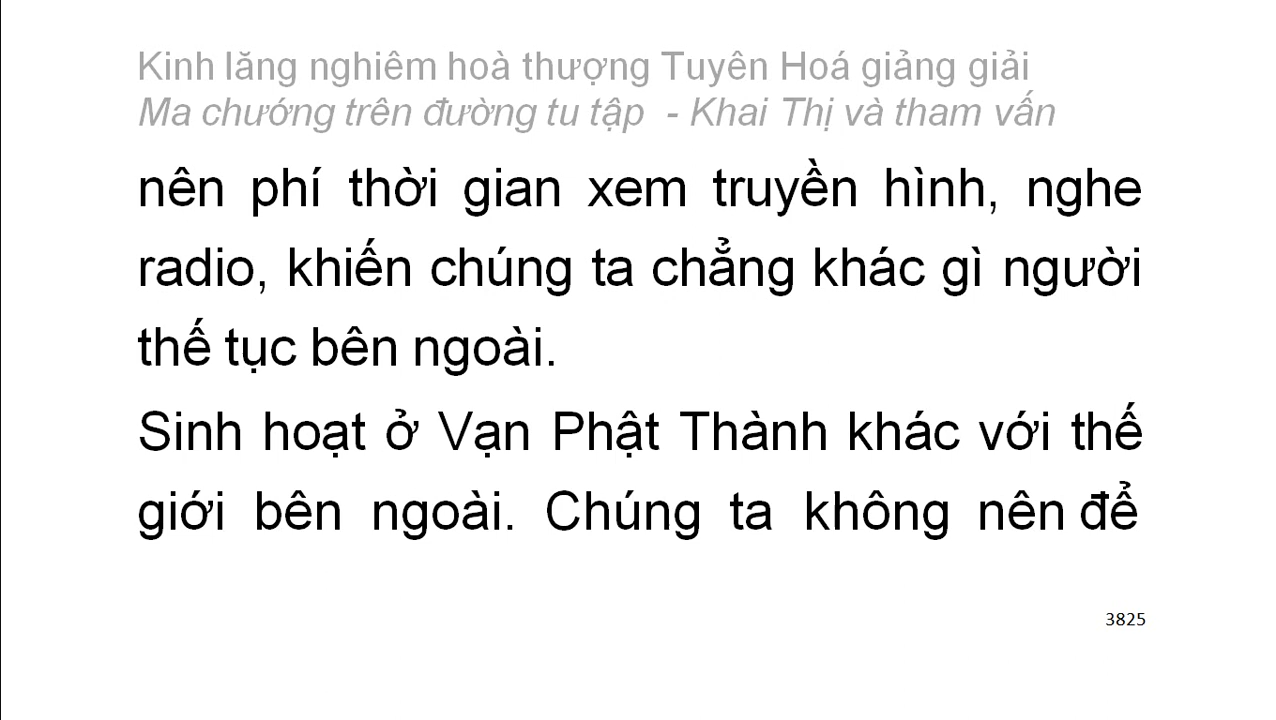 Kinh lăng nghiêm hoà thượng Tuyên Hoá giảng giải
Ma chướng trên đường tu tập - Khai Thị và tham vấn
nên phí thời gian xem truyền hình, nghe
radio, khiến chúng ta chẳng khác gì người
thế tục bên ngoài.
Sinh hoạt ở Vạn Phật Thành khác với thế
giới bên ngoài. Chúng ta không nên để
3825